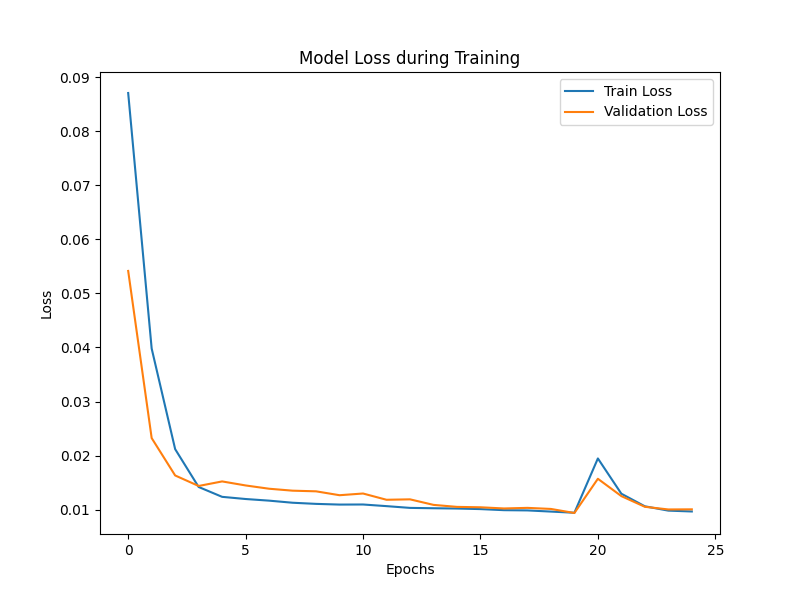 Model Loss during Training
Train Loss
Validation Loss
0.09
0.08
0.07
0.06
0.05
0.04
0.03
0.02
0.01
Loss
0 5 10 15 20 25
Epochs